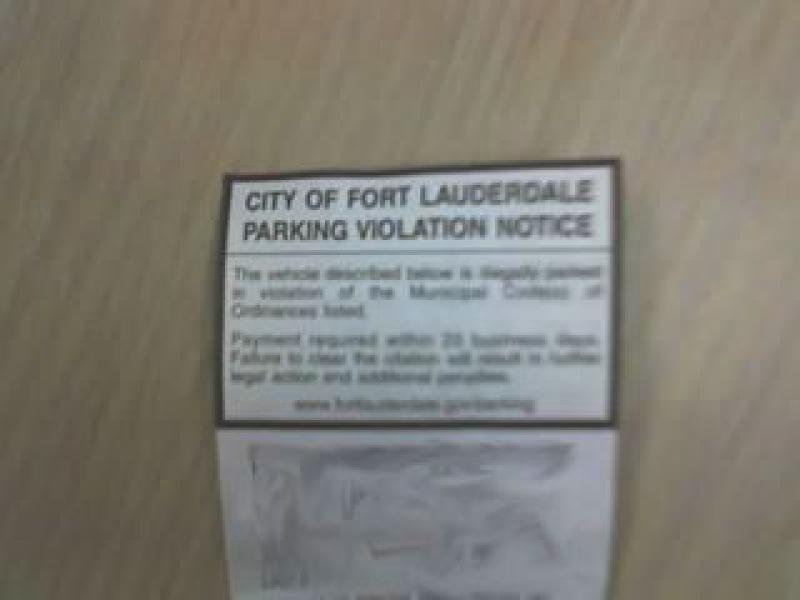 CITY OF FORT LAUDERDALE
PARKING VIOLATION NOTICE
The vehicle described below is illegally parked
in violation of the Municipal Code(s) of
Ordinances listed.
Payment required within business days.
Failure to clear the citation will result in further
legal action and additional penalties.
www.fortlauderdale.gov/parking